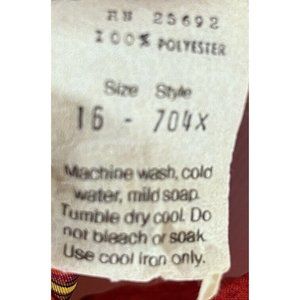 RN 25692
100% POLYESTER
Size Style
16 - 704X
Machine wash, cold
water, mild soap.
Tumble dry cool. Do
not bleach or soak.
Use cool iron only.